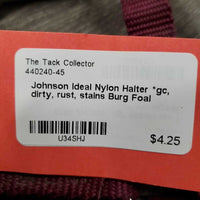 The Tack Collector
440240-45
Johnson Ideal Nylon Halter *gc,
dirty, rust, stains Burg Foal
U34SHJ
$4.25